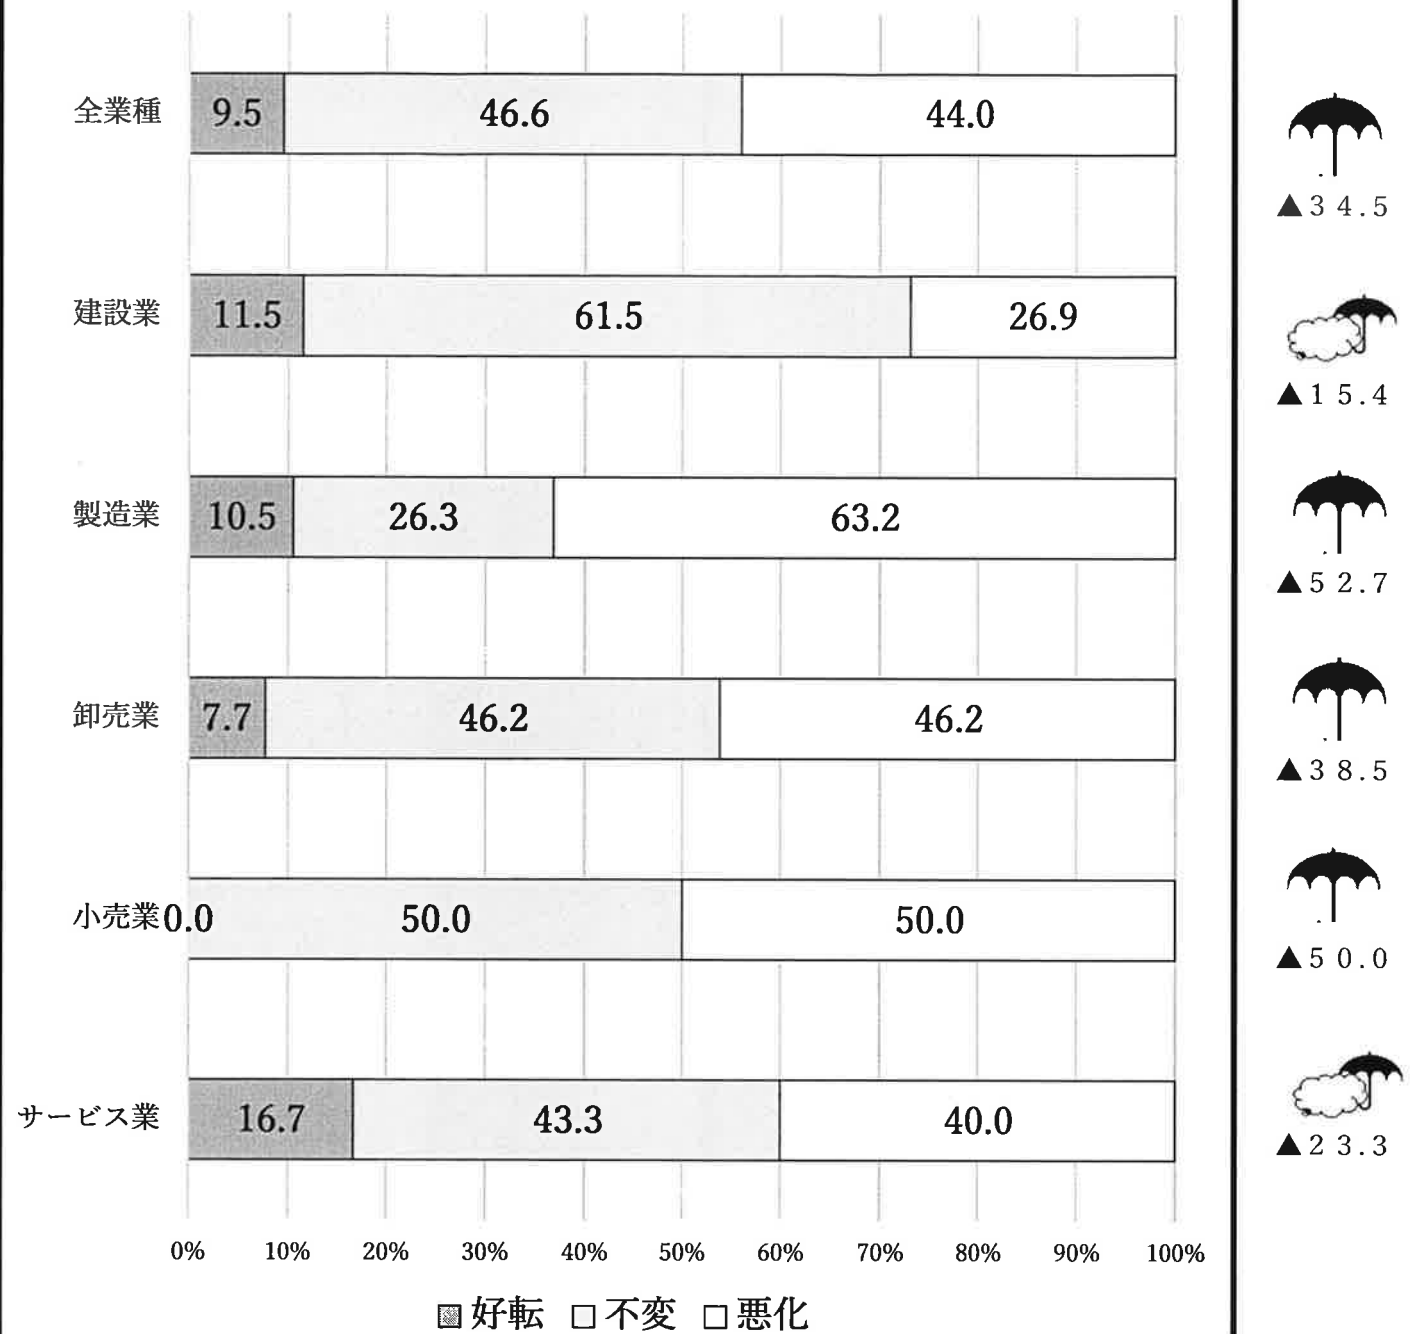 全業種 9.5 46.6 44.0
▲34.5
建設業 11.5 61.5 26.9
▲15.4
製造業 10.5 26.3 63.2
▲52.7
卸売業 7.7 46.2 46.2
▲38.5
小売業 0.0 50.0 50.0
▲50.0
サービス業 16.7 43.3 40.0
▲23.3
0% 10% 20% 30% 40% 50% 60% 70% 80% 90% 100%
好転 不変 悪化